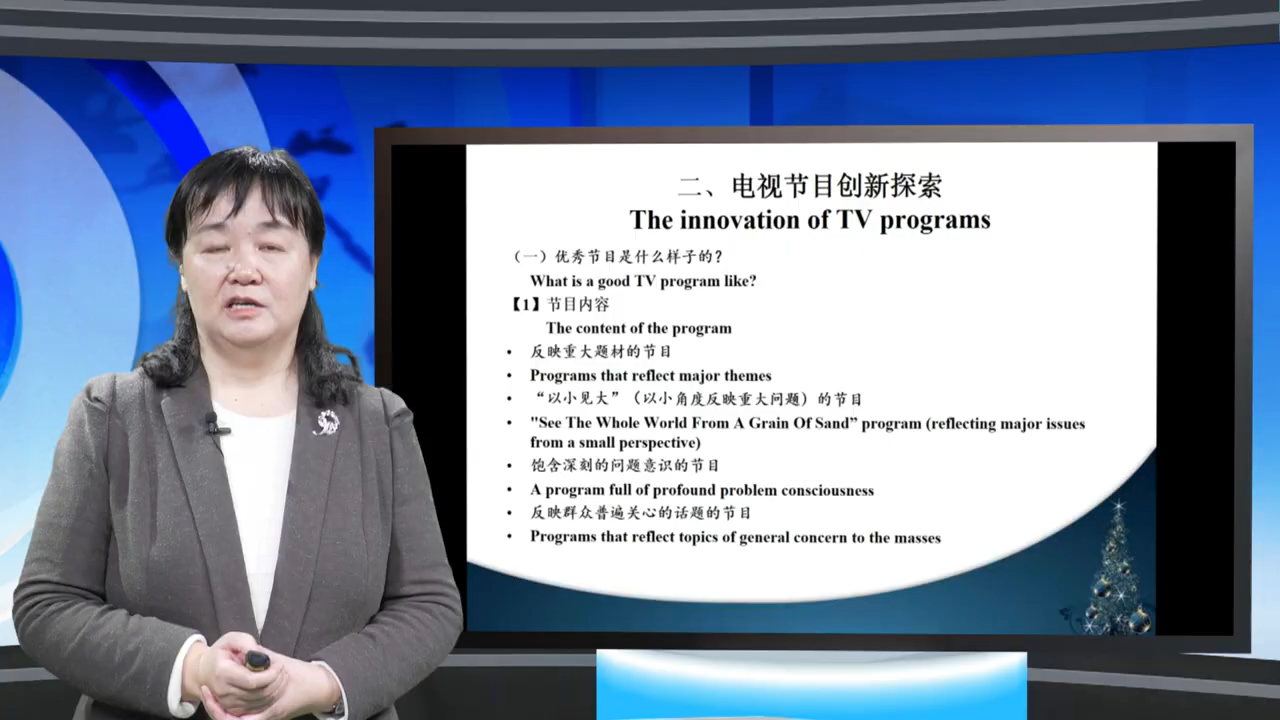 二、电视节目创新探索
The innovation of TV programs
（一）优秀节目是什么样子的？
What is a good TV program like?
【1】节目内容
The content of the program
• 反映重大题材的节目
• Programs that reflect major themes
• “以小见大”（以小角度反映重大问题）的节目
• "See The Whole World From A Grain Of Sand” program (reflecting major issues
from a small perspective)
• 饱含深刻的问题意识的节目
• A program full of profound problem consciousness
• 反映群众普遍关心的话题的节目
• Programs that reflect topics of general concern to the masses